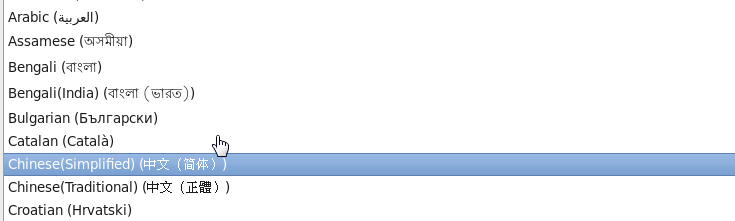 Arabic (العربية)
Assamese (অসমীয়া)
Bengali (বাংলা)
Bengali(India) (বাংলা (ভারত))
Bulgarian (Български)
Catalan (Català)
Chinese(Simplified) (中文（简体）)
Chinese(Traditional) (中文（正體）)
Croatian (Hrvatski)